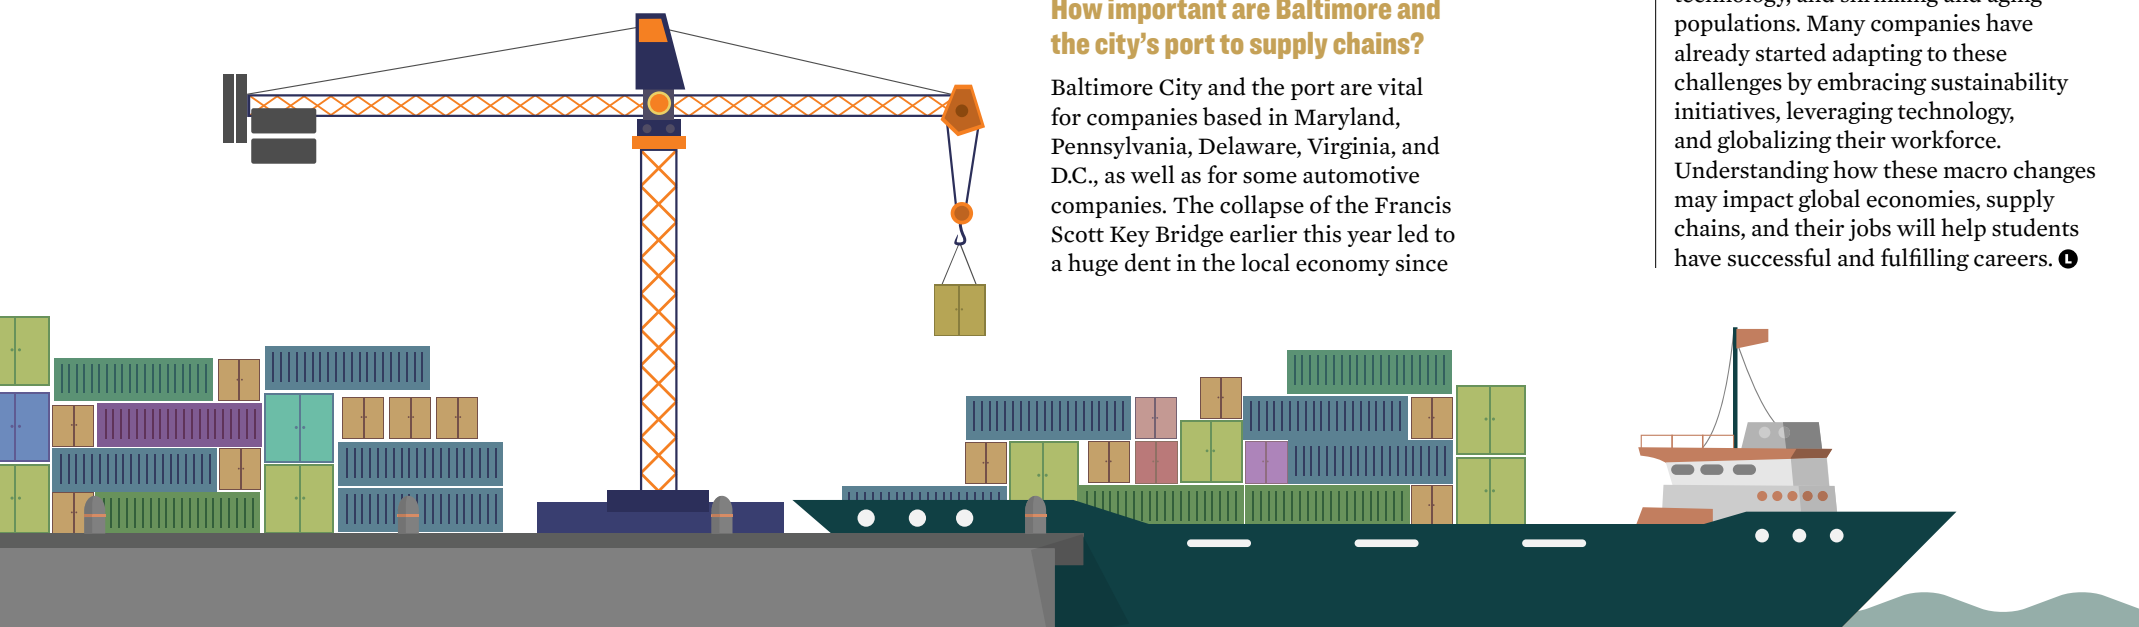 How important are Baltimore and
the city’s port to supply chains?
Baltimore City and the port are vital
for companies based in Maryland,
Pennsylvania, Delaware, Virginia, and
D.C., as well as for some automotive
companies. The collapse of the Francis
Scott Key Bridge earlier this year led to
a huge dent in the local economy since
technology, and shrinking and aging
populations. Many companies have
already started adapting to these
challenges by embracing sustainability
initiatives, leveraging technology,
and globalizing their workforce.
Understanding how these macro changes
may impact global economies, supply
chains, and their jobs will help students
have successful and fulfilling careers. L